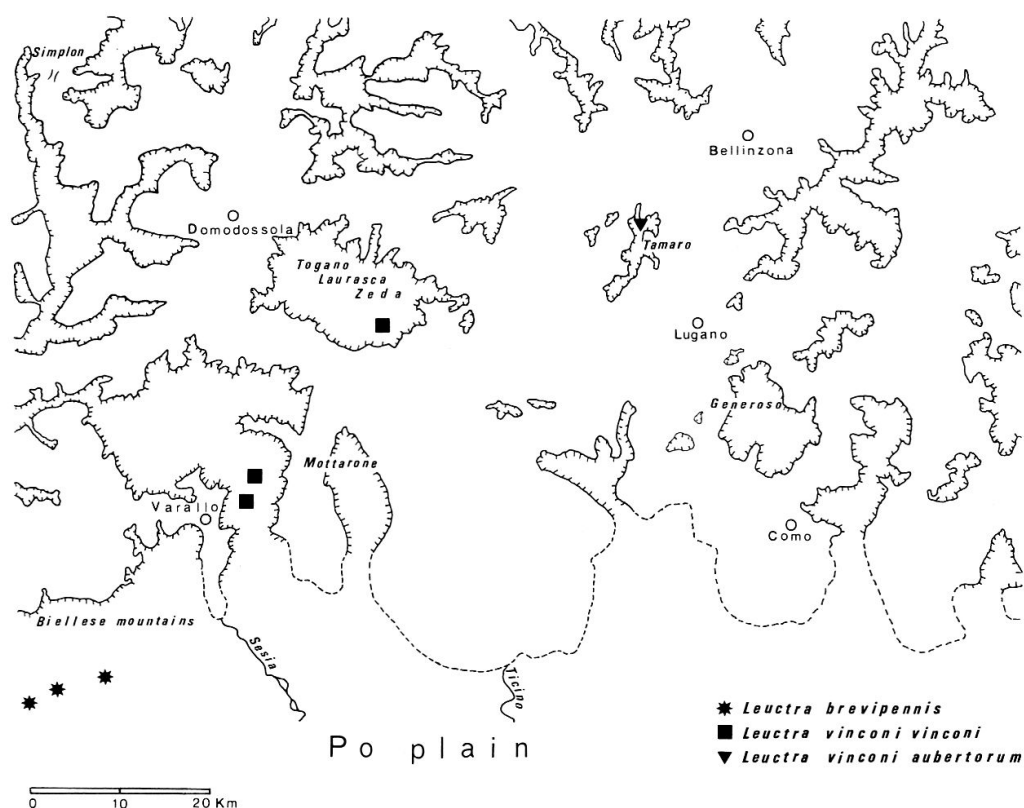 Simplon
Bellinzona
Domodossola
Tamaro
Togano
Laurasca
Zeda
Lugano
Generoso
Mottarone
Varallo
Como
Biellese mountains
Sesia
Ticino
Leuctra brevipennis
Leuctra vinconi vinconi
Leuctra vinconi aubertorum
Po plain
0 10 20 Km